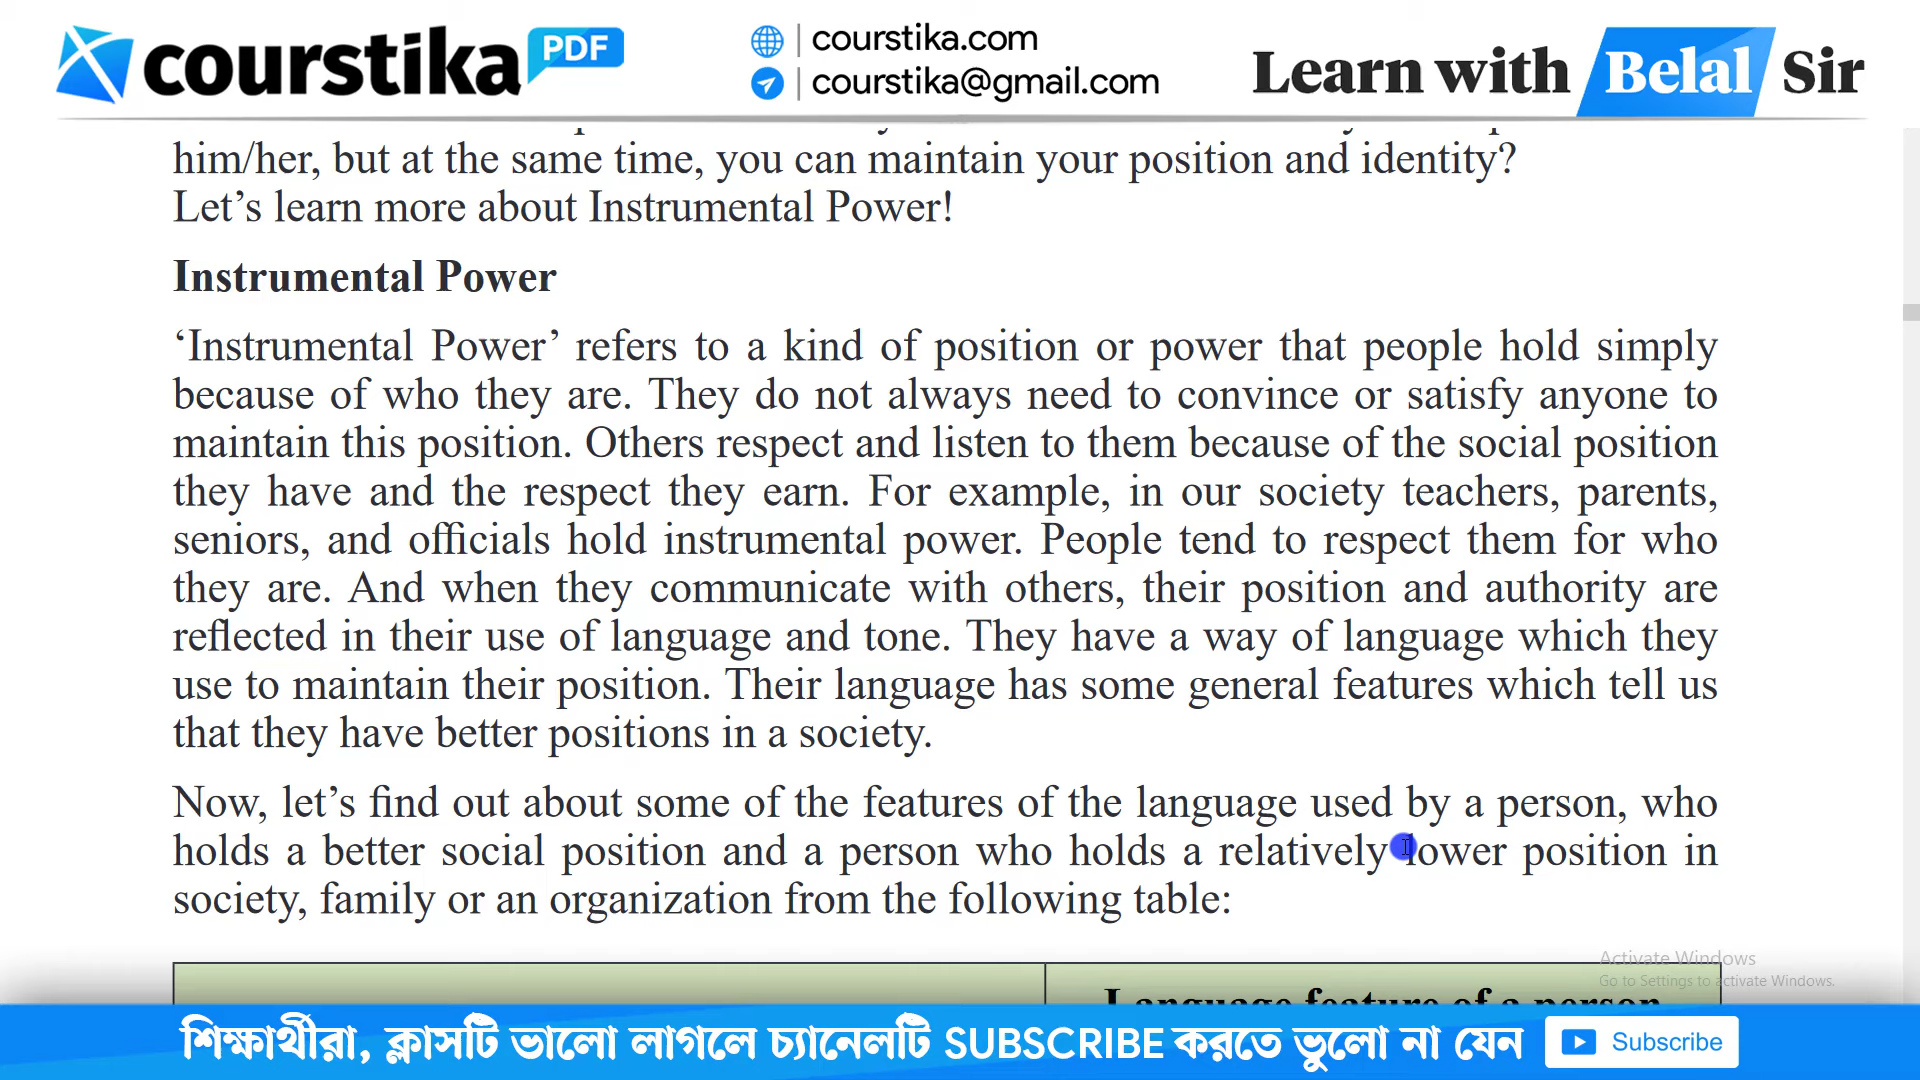 courstika PDF
courstika.com
courstika@gmail.com
Learn with Belal Sir
him/her, but at the same time, you can maintain your position and identity?
Let’s learn more about Instrumental Power!
Instrumental Power
‘Instrumental Power’ refers to a kind of position or power that people hold simply
because of who they are. They do not always need to convince or satisfy anyone to
maintain this position. Others respect and listen to them because of the social position
they have and the respect they earn. For example, in our society teachers, parents,
seniors, and officials hold instrumental power. People tend to respect them for who
they are. And when they communicate with others, their position and authority are
reflected in their use of language and tone. They have a way of language which they
use to maintain their position. Their language has some general features which tell us
that they have better positions in a society.
Now, let’s find out about some of the features of the language used by a person, who
holds a better social position and a person who holds a relatively lower position in
society, family or an organization from the following table:
Activate Windows
Go to Settings to activate Windows.
Language feature of a person
শিক্ষার্থীরা, ক্লাসটি ভালো লাগলে চ্যানেলটি SUBSCRIBE করতে ভুলো না যেন
Subscribe